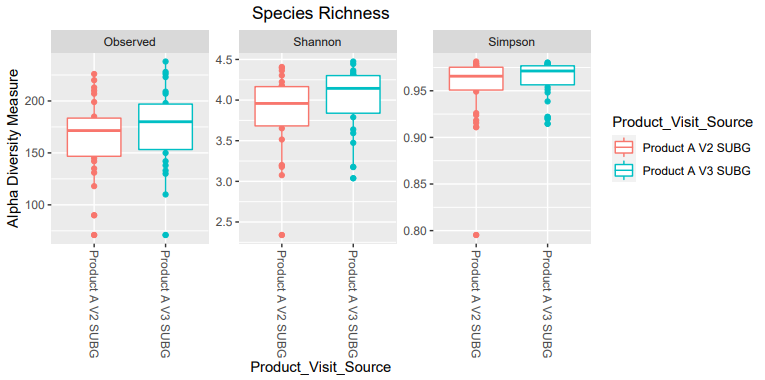 Species Richness
Observed
Shannon
Simpson
Alpha Diversity Measure
200
150
100
4.5
4.0
3.5
3.0
2.5
0.95
0.90
0.85
0.80
Product A V2 SUBG
Product A V3 SUBG
Product A V2 SUBG
Product A V3 SUBG
Product A V2 SUBG
Product A V3 SUBG
Product_Visit_Source
Product_Visit_Source
Product A V2 SUBG
Product A V3 SUBG